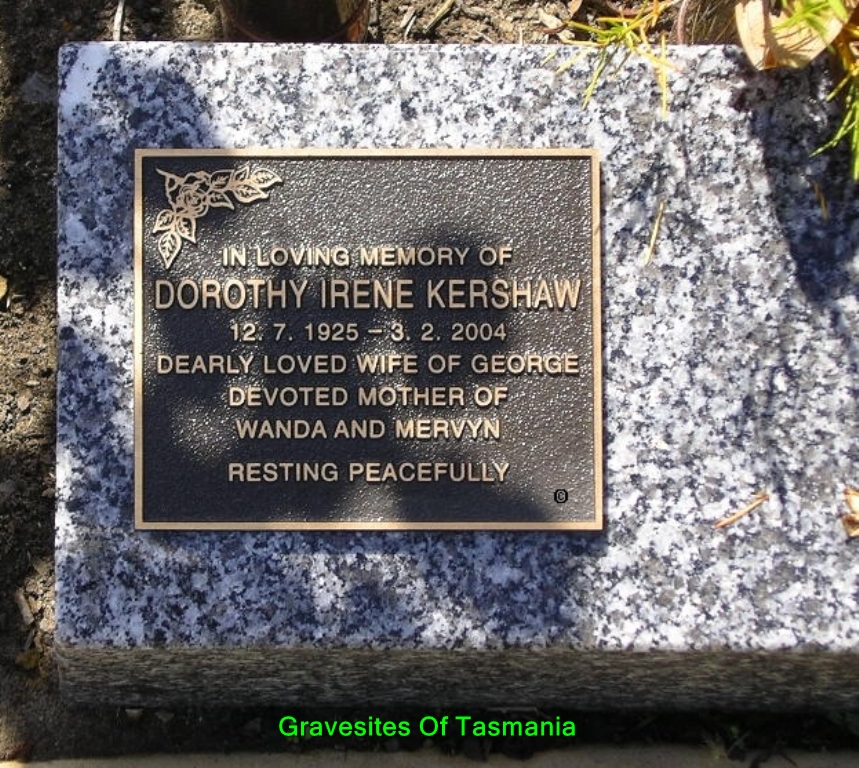 IN LOVING MEMORY OF
DOROTHY IRENE KERSHAW
12. 7. 1925 – 3. 2. 2004
DEARLY LOVED WIFE OF GEORGE
DEVOTED MOTHER OF
WANDA AND MERVYN
RESTING PEACEFULLY
©
Gravesites Of Tasmania